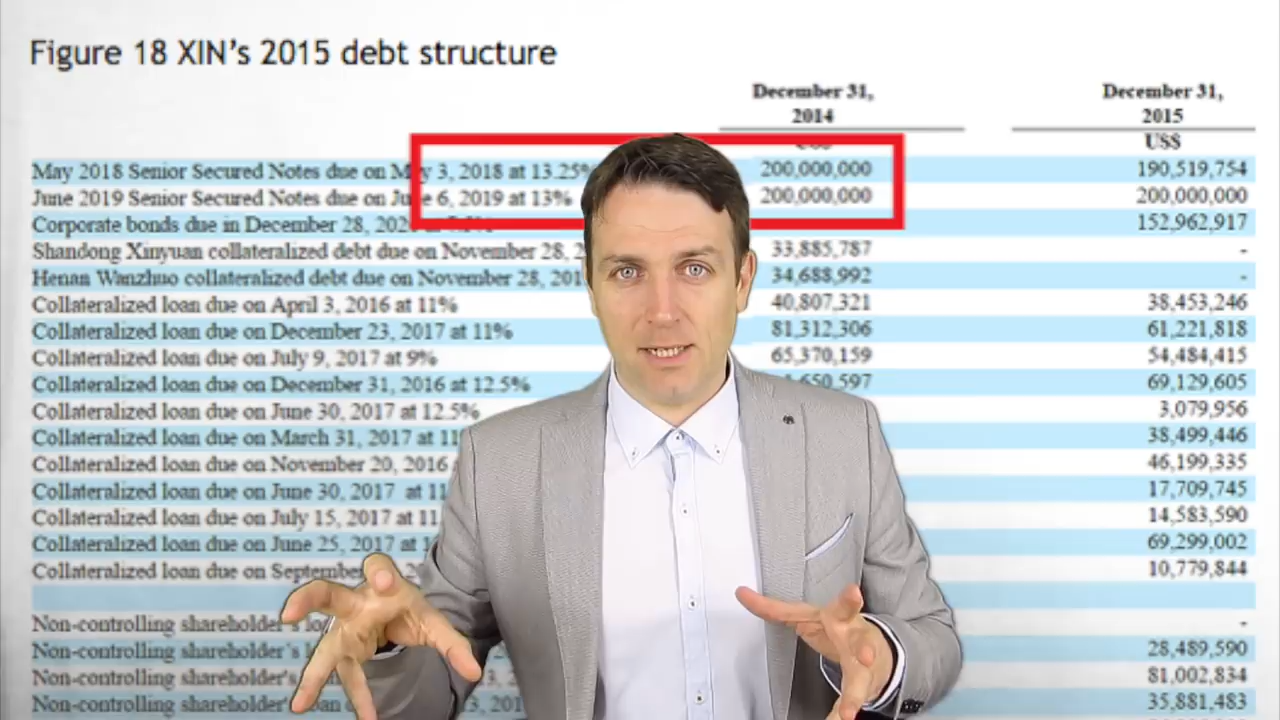 Figure 18 XIN's 2015 debt structure
December 31, December 31,
2014 2015
US$
May 2018 Senior Secured Notes due on May 3, 2018 at 13.25% 200,000,000 190,519,754
June 2019 Senior Secured Notes due on June 6, 2019 at 13% 200,000,000 200,000,000
Corporate bonds due in December 28, 152,962,917
Shandong Xinyuan collateralized debt due on November 28, 33,885,787 -
Henan Wanzhuo collateralized debt due on November 28, 34,688,992 -
Collateralized loan due on April 3, 2016 at 11% 40,807,321 38,453,246
Collateralized loan due on December 23, 2017 at 11% 81,312,306 61,221,818
Collateralized loan due on July 9, 2017 at 9% 65,370,159 54,484,415
Collateralized loan due on December 31, 2016 at 12.5% 69,129,605
Collateralized loan due on June 30, 2017 at 12.5% 3,079,956
Collateralized loan due on March 31, 2017 at 38,499,446
Collateralized loan due on November 20, 2016 46,199,335
Collateralized loan due on June 30, 2017 at 17,709,745
Collateralized loan due on July 15, 2017 at 14,583,590
Collateralized loan due on June 25, 2017 at 69,299,002
Collateralized loan due on 10,779,844
Non-controlling shareholder's -
Non-controlling shareholder's 28,489,590
Non-controlling shareholder's 81,002,834
Non-controlling shareholder's 35,881,483